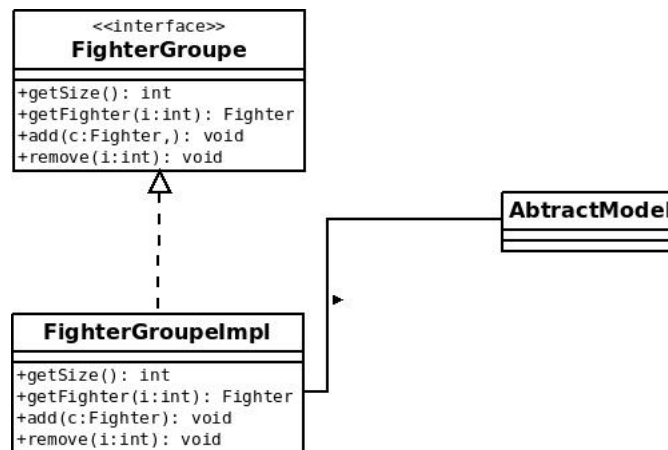 <<interface>>
FighterGroupe
+getSize(): int
+getFighter(i:int): Fighter
+add(c:Fighter,): void
+remove(i:int): void
AbtractModel
FighterGroupeImpl
+getSize(): int
+getFighter(i:int): Fighter
+add(c:Fighter): void
+remove(i:int): void